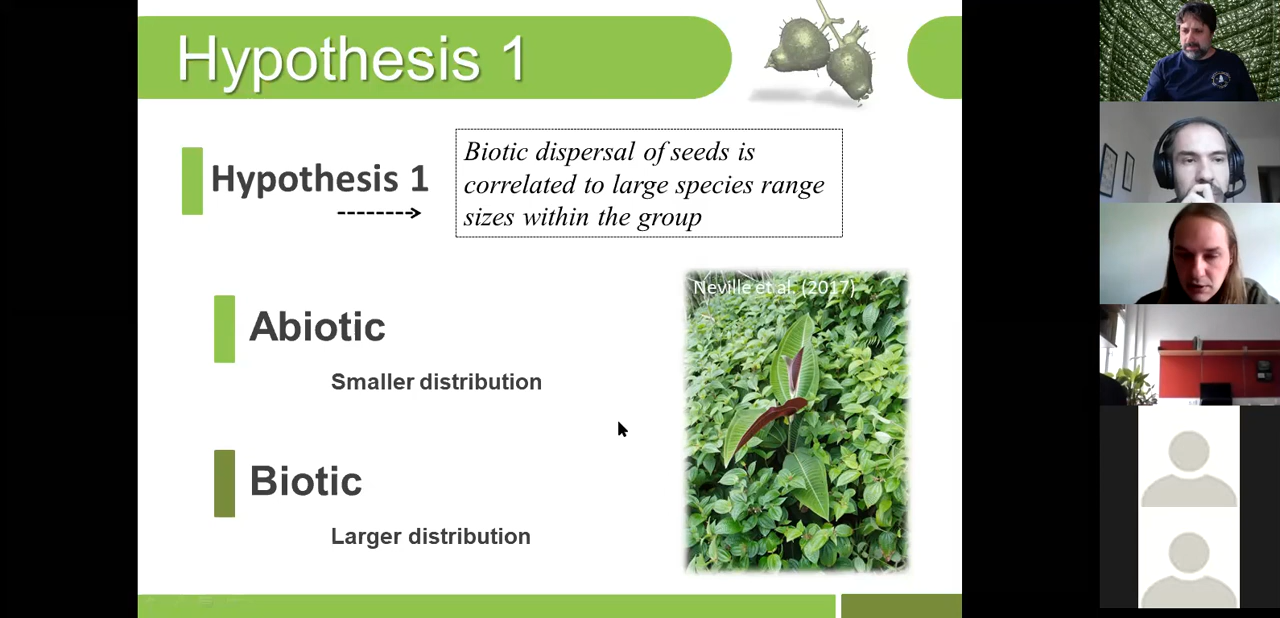 Hypothesis 1
Hypothesis 1
Biotic dispersal of seeds is
correlated to large species range
sizes within the group
Neville et al. (2017)
Abiotic
Smaller distribution
Biotic
Larger distribution